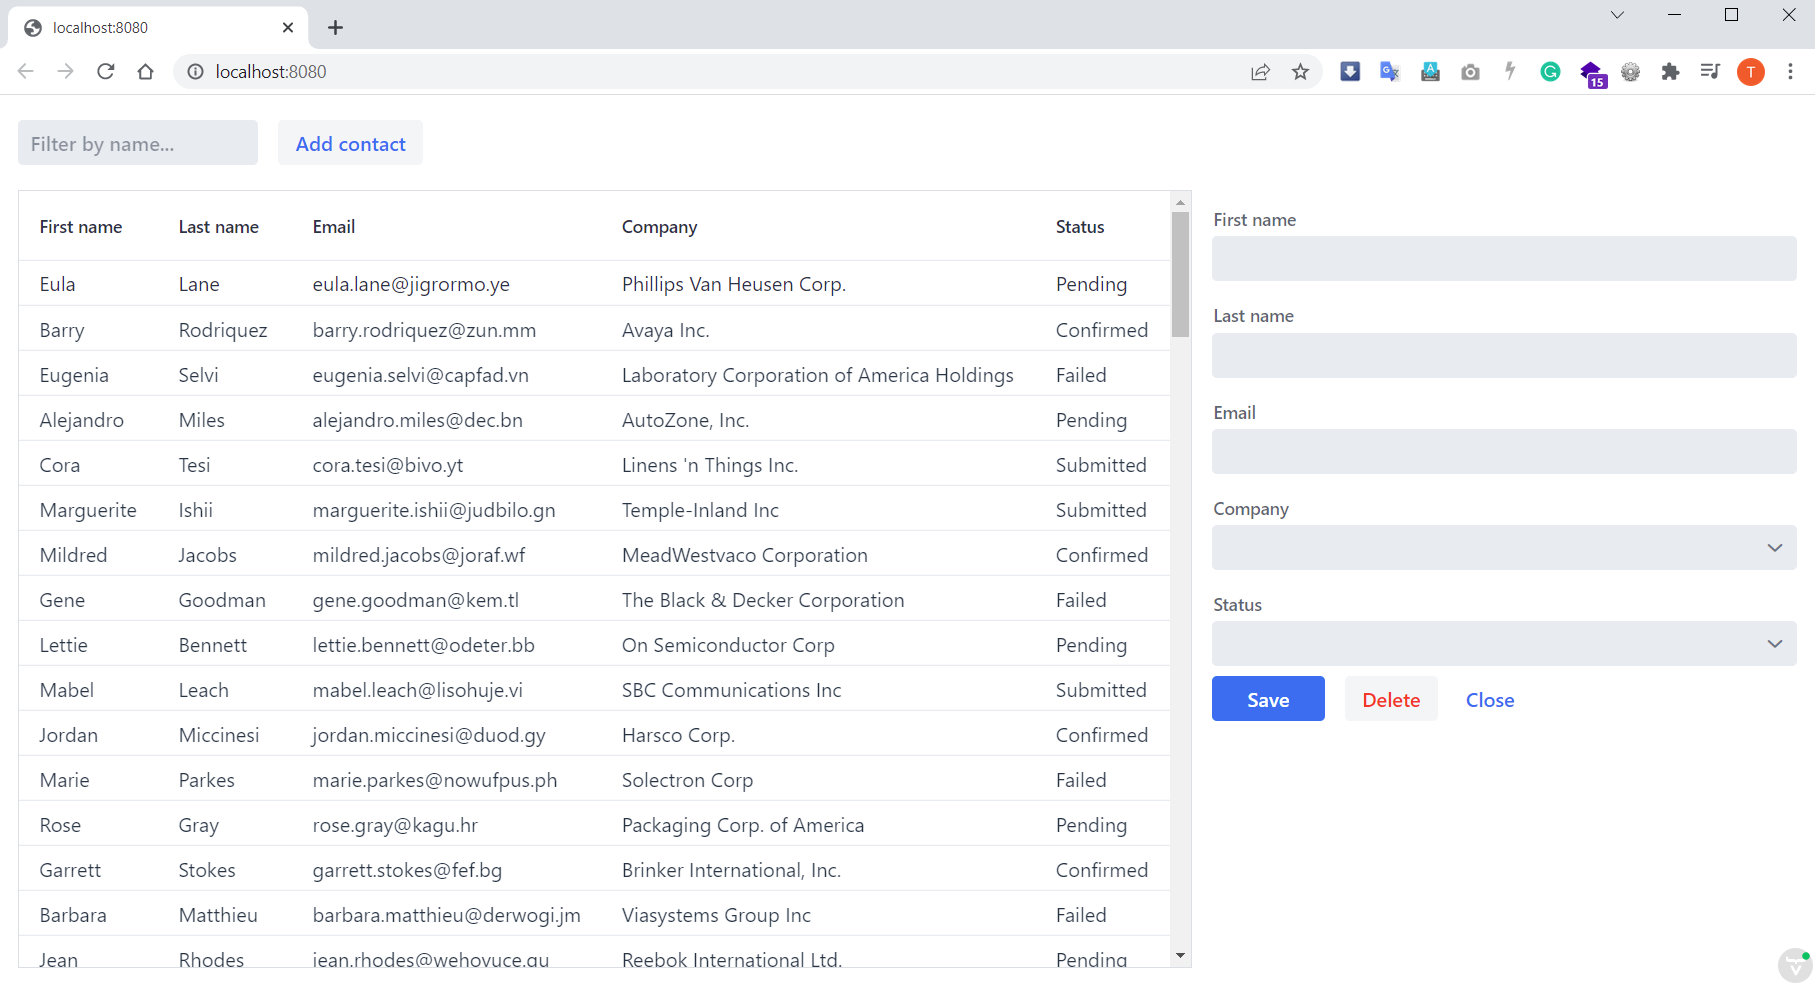 localhost:8080
localhost:8080
15
T
Filter by name...
Add contact
First name Last name Email Company Status
Eula Lane eula.lane@jigrormo.ye Phillips Van Heusen Corp. Pending
Barry Rodriquez barry.rodriquez@zun.mm Avaya Inc. Confirmed
Eugenia Selvi eugenia.selvi@capfad.vn Laboratory Corporation of America Holdings Failed
Alejandro Miles alejandro.miles@dec.bn AutoZone, Inc. Pending
Cora Tesi cora.tesi@bivo.yt Linens 'n Things Inc. Submitted
Marguerite Ishii marguerite.ishii@judbilo.gn Temple-Inland Inc Submitted
Mildred Jacobs mildred.jacobs@joraf.wf MeadWestvaco Corporation Confirmed
Gene Goodman gene.goodman@kem.tl The Black & Decker Corporation Failed
Lettie Bennett lettie.bennett@odeter.bb On Semiconductor Corp Pending
Mabel Leach mabel.leach@lisohuje.vi SBC Communications Inc Submitted
Jordan Miccinesi jordan.miccinesi@duod.gy Harsco Corp. Confirmed
Marie Parkes marie.parkes@nowufpus.ph Solectron Corp Failed
Rose Gray rose.gray@kagu.hr Packaging Corp. of America Pending
Garrett Stokes garrett.stokes@fef.bg Brinker International, Inc. Confirmed
Barbara Matthieu barbara.matthieu@derwogi.jm Viasystems Group Inc Failed
Jean Rhodes jean.rhodes@wehovuce.gu Reebok International Ltd. Pending
First name
Last name
Email
Company
Status
Save Delete Close